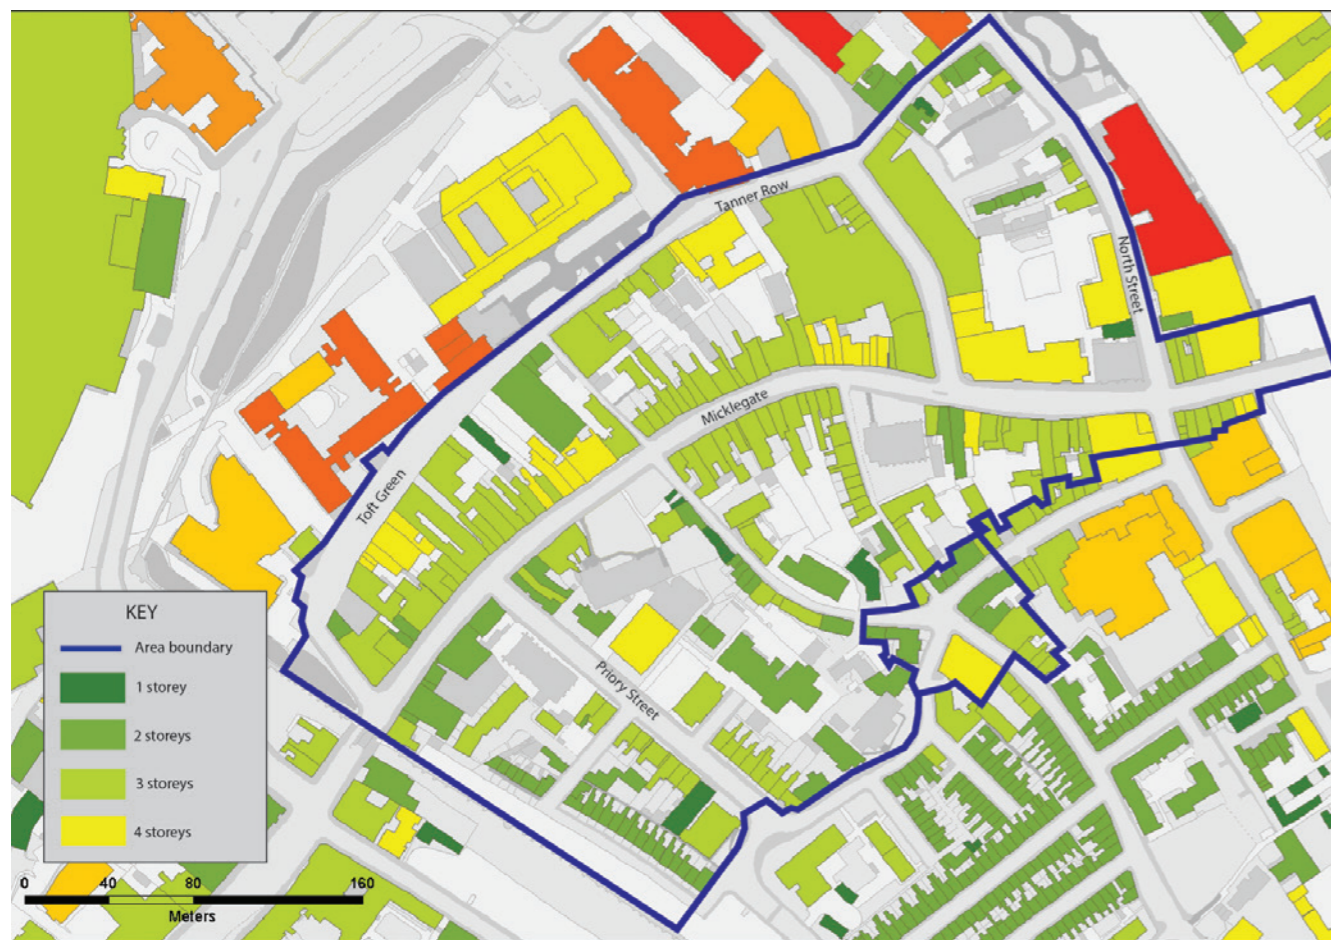 Tanner Row
North Street
Micklegate
Toft Green
Priory Street
KEY
Area boundary
1 storey
2 storeys
3 storeys
4 storeys
0 40 80 160
Meters